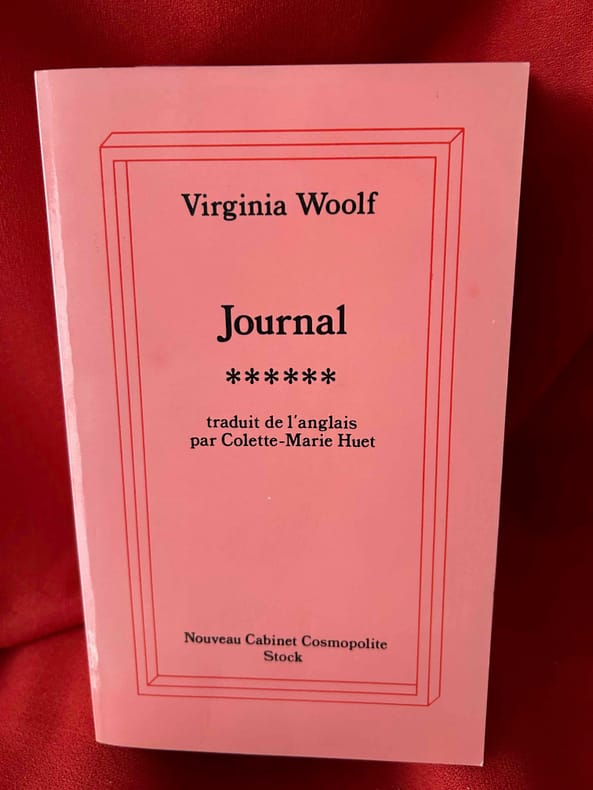 Virginia Woolf
Journal
******
traduit de l'anglais
par Colette-Marie Huet
Nouveau Cabinet Cosmopolite
Stock